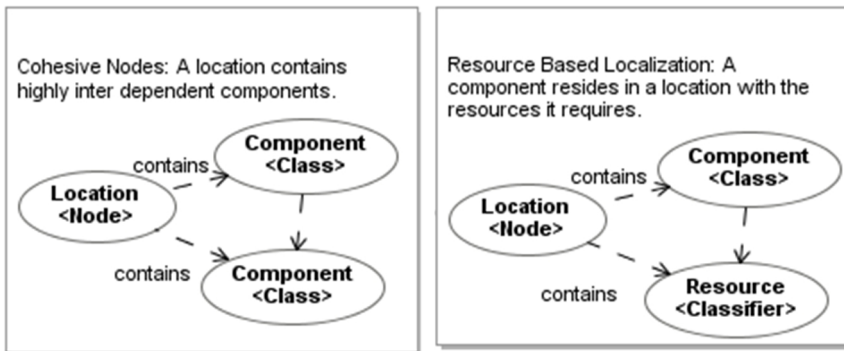 Cohesive Nodes: A location contains
highly inter dependent components.
Component
<Class>
contains
Location
<Node>
contains
Component
<Class>
Resource Based Localization: A
component resides in a location with the
resources it requires.
Component
<Class>
contains
Location
<Node>
contains
Resource
<Classifier>